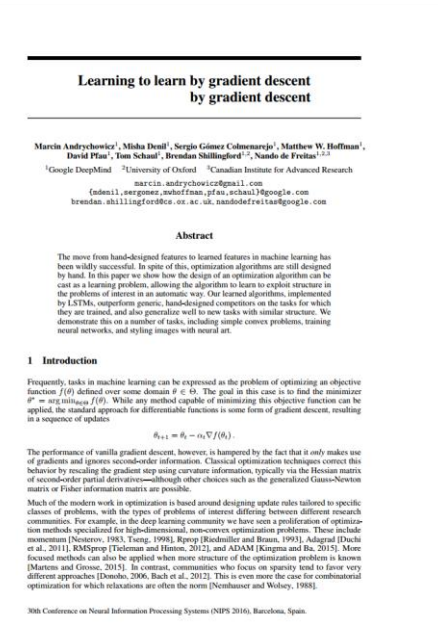 Learning to learn by gradient descent
by gradient descent
Marcin Andrychowicz¹, Misha Denil¹, Sergio Gómez Colmenarejo¹, Matthew W. Hoffman¹,
David Pfau¹, Tom Schaul¹, Brendan Shillingford¹,², Nando de Freitas¹,²,³
¹Google DeepMind ²University of Oxford ³Canadian Institute for Advanced Research
marcin.andrychowicz@gmail.com
{mdenil,sergomez,mwhoffman,pfau,schaul}@google.com
brendan.shillingford@cs.ox.ac.uk, nandodefreitas@google.com
Abstract
The move from hand-designed features to learned features in machine learning has
been wildly successful. In spite of this, optimization algorithms are still designed
by hand. In this paper we show how the design of an optimization algorithm can be
cast as a learning problem, allowing the algorithm to learn to exploit structure in
the problems of interest in an automatic way. Our learned algorithms, implemented
by LSTMs, outperform generic, hand-designed competitors on the tasks for which
they are trained, and also generalize well to new tasks with similar structure. We
demonstrate this on a number of tasks, including simple convex problems, training
neural networks, and styling images with neural art.
1 Introduction
Frequently, tasks in machine learning can be expressed as the problem of optimizing an objective
function f(θ) defined over some domain θ ∈ Θ. The goal in this case is to find the minimizer
θ* = arg min_{θ∈Θ} f(θ). While any method capable of minimizing this objective function can be
applied, the standard approach for differentiable functions is some form of gradient descent, resulting
in a sequence of updates
θₜ₊₁ = θₜ − αₜ∇f(θₜ) .
The performance of vanilla gradient descent, however, is hampered by the fact that it only makes use
of gradients and ignores second-order information. Classical optimization techniques correct this
behavior by rescaling the gradient step using curvature information, typically via the Hessian matrix
of second-order partial derivatives—although other choices such as the generalized Gauss-Newton
matrix or Fisher information matrix are possible.
Much of the modern work in optimization is based around designing update rules tailored to specific
classes of problems, with the types of problems of interest differing between different research
communities. For example, in the deep learning community we have seen a proliferation of optimiza-
tion methods specialized for high-dimensional, non-convex optimization problems. These include
momentum [Nesterov, 1983, Tseng, 1998], Rprop [Riedmiller and Braun, 1993], Adagrad [Duchi
et al., 2011], RMSprop [Tieleman and Hinton, 2012], and ADAM [Kingma and Ba, 2015]. More
focused methods can also be applied when more structure of the optimization problem is known
[Martens and Grosse, 2015]. In contrast, communities who focus on sparsity tend to favor very
different approaches [Donoho, 2006, Bach et al., 2012]. This is even more the case for combinatorial
optimization for which relaxations are often the norm [Nemhauser and Wolsey, 1988].
30th Conference on Neural Information Processing Systems (NIPS 2016), Barcelona, Spain.